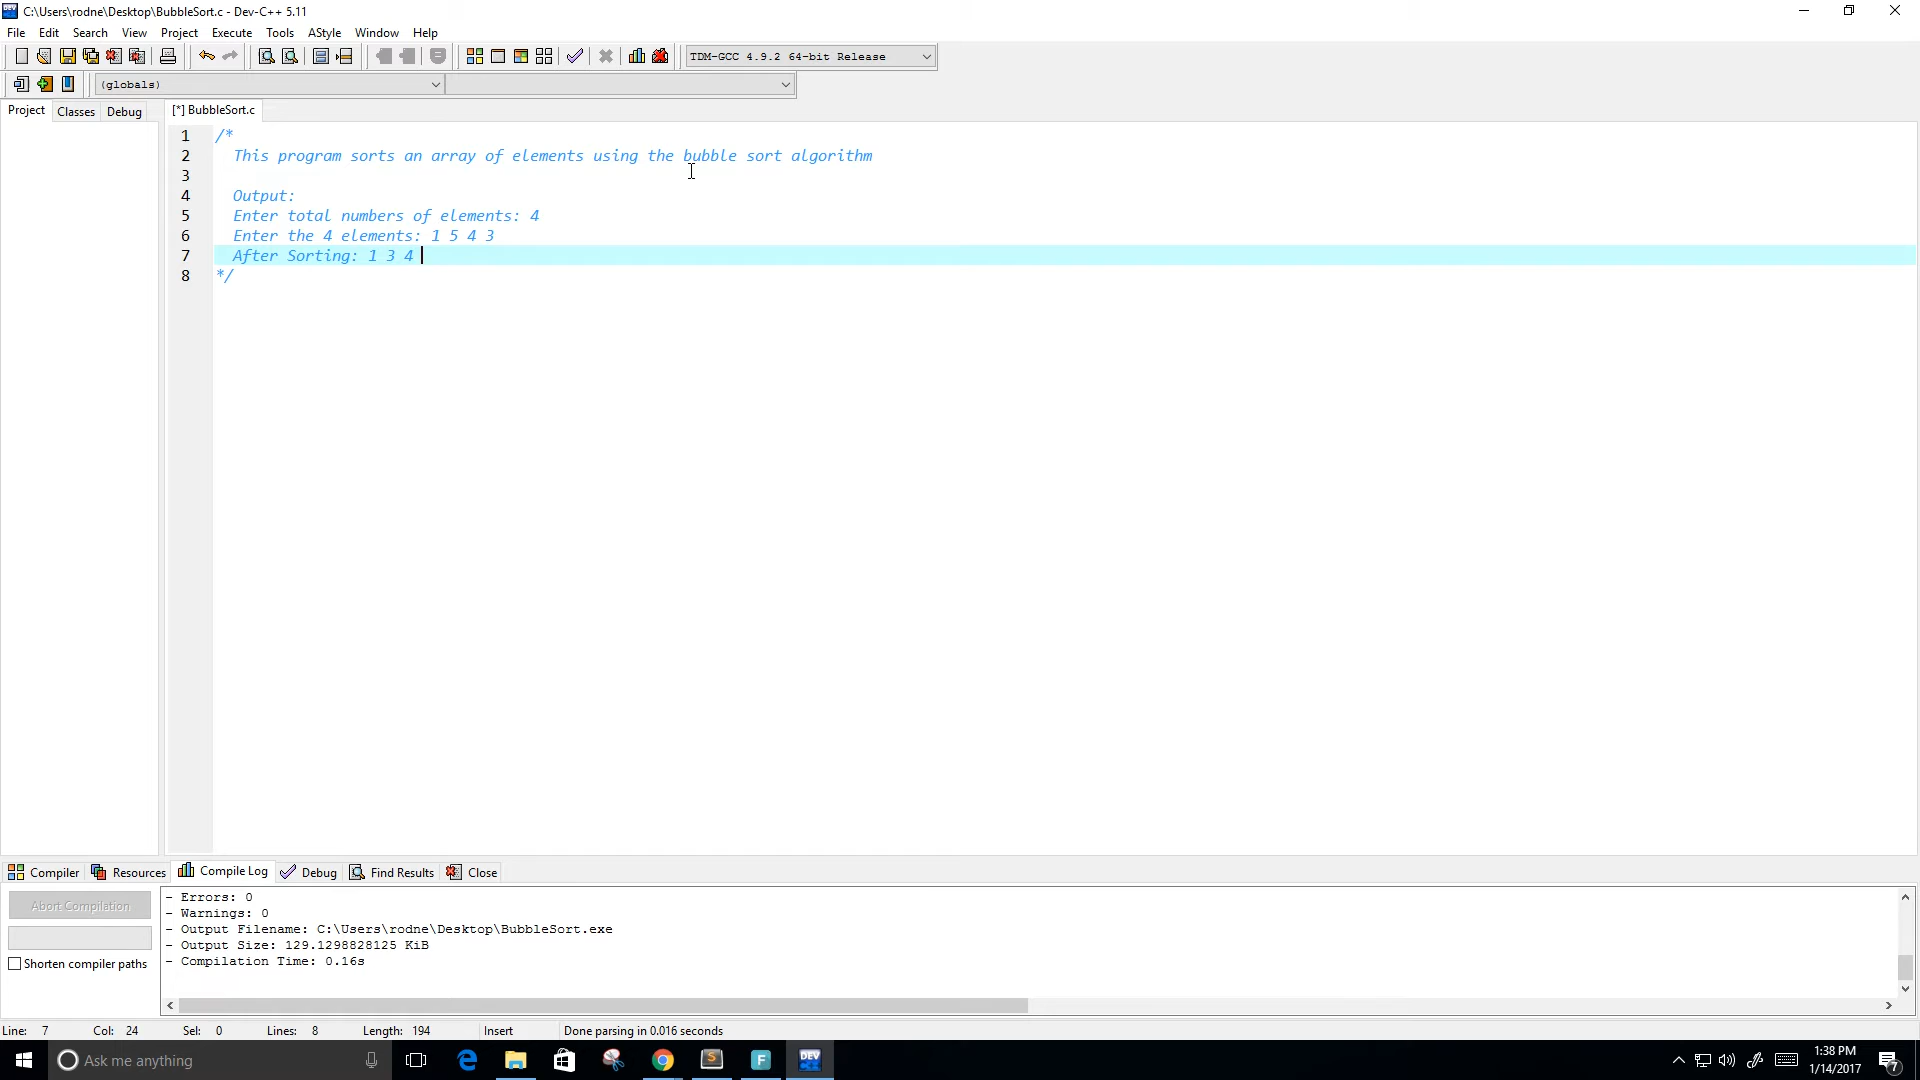 C:\Users\rodne\Desktop\BubbleSort.c - Dev-C++ 5.11
File Edit Search View Project Execute Tools AStyle Window Help
TDM-GCC 4.9.2 64-bit Release
(globals)
Project Classes Debug [*] BubbleSort.c
1 /*
2 This program sorts an array of elements using the bubble sort algorithm
3
4 Output:
5 Enter total numbers of elements: 4
6 Enter the 4 elements: 1 5 4 3
7 After Sorting: 1 3 4
8 */
Compiler Resources Compile Log Debug Find Results Close
Abort Compilation
Shorten compiler paths
- Errors: 0
- Warnings: 0
- Output Filename: C:\Users\rodne\Desktop\BubbleSort.exe
- Output Size: 129.1298828125 KiB
- Compilation Time: 0.16s
Line: 7 Col: 24 Sel: 0 Lines: 8 Length: 194 Insert Done parsing in 0.016 seconds
Ask me anything
S F DEV
1:38 PM
1/14/2017
7